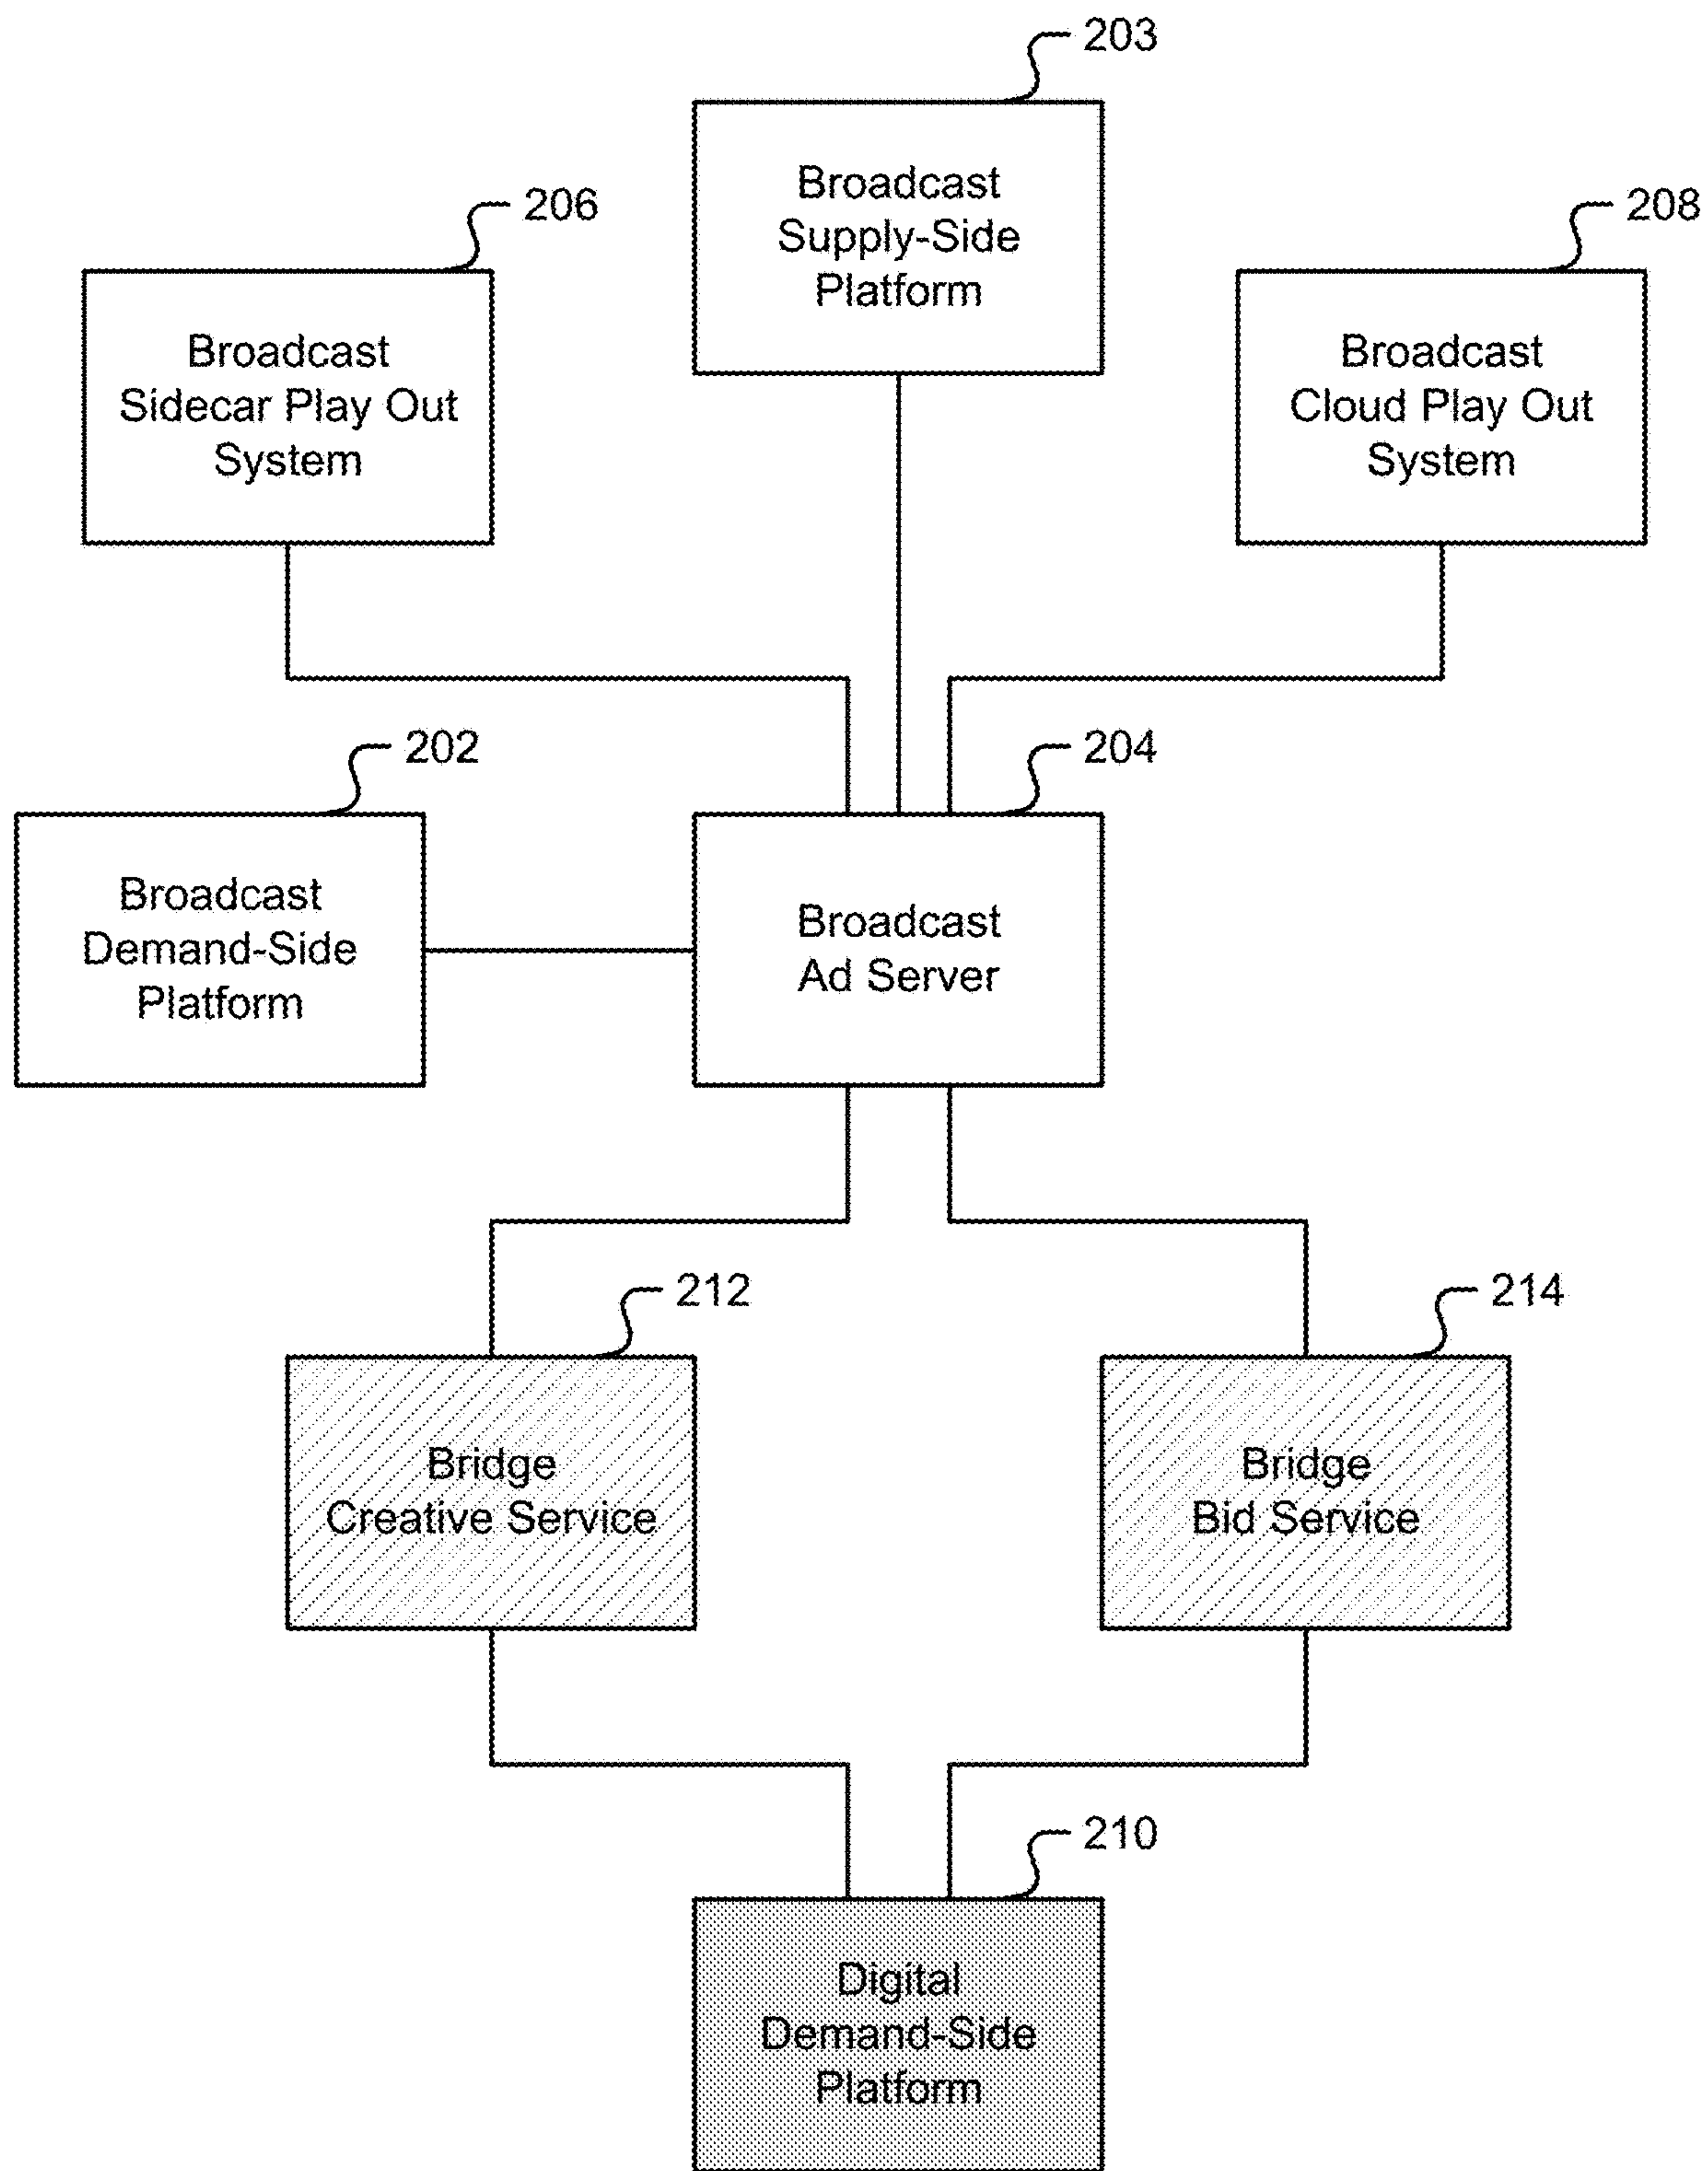 203
Broadcast
Supply-Side
Platform
206
Broadcast
Sidecar Play Out
System
208
Broadcast
Cloud Play Out
System
202
Broadcast
Demand-Side
Platform
204
Broadcast
Ad Server
212
Bridge
Creative Service
214
Bridge
Bid Service
210
Digital
Demand-Side
Platform